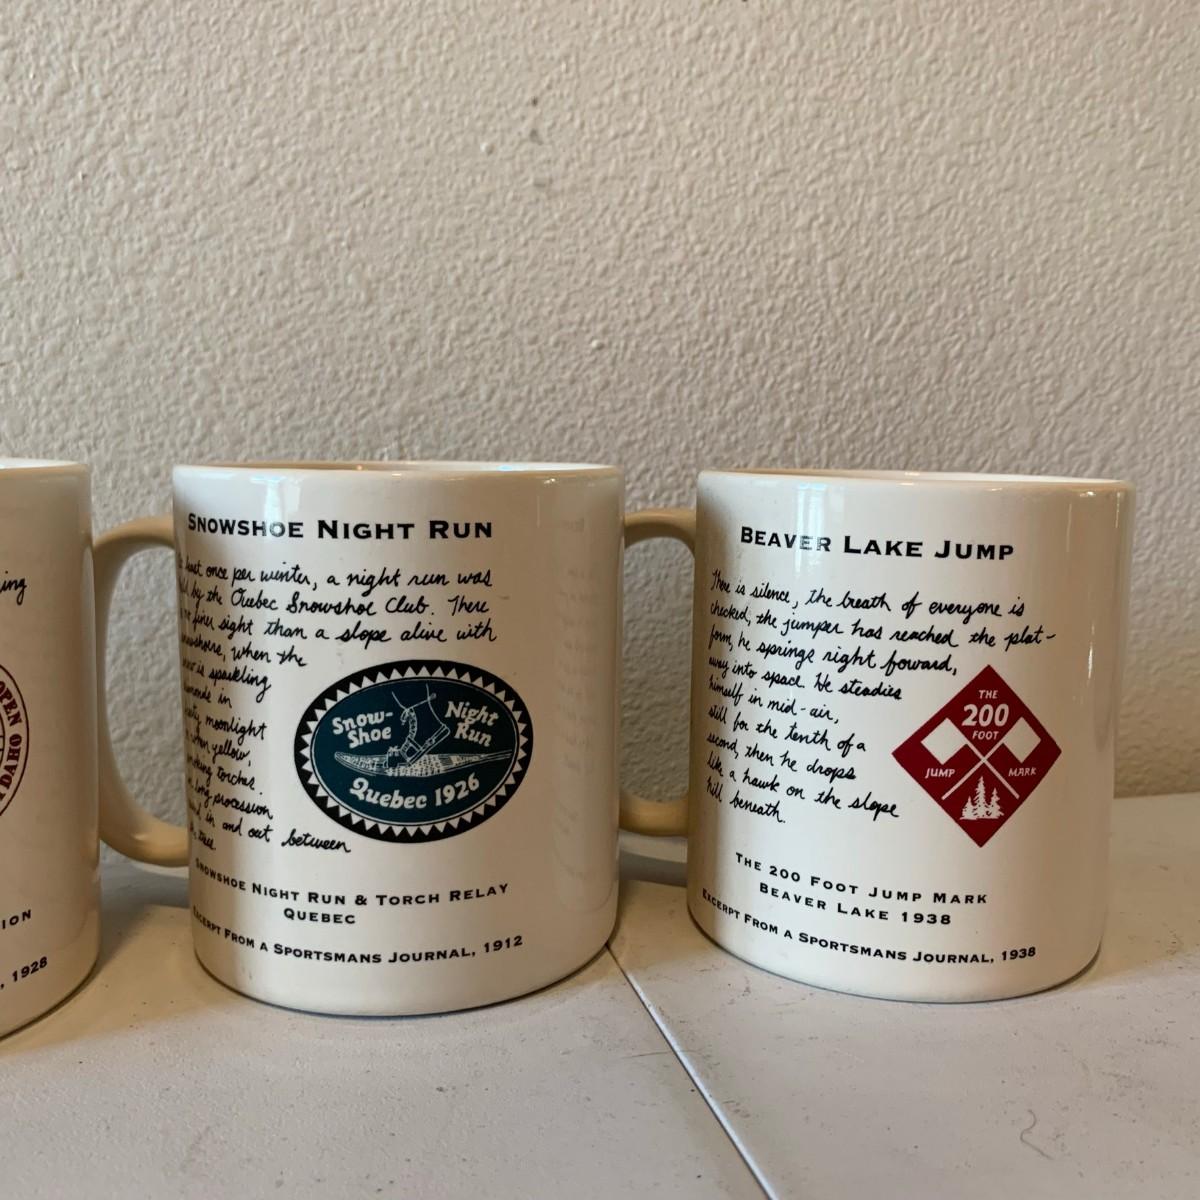 ing
OPEN
IDAHO
ION
, 1928
SNOWSHOE NIGHT RUN
once per winter, a night run was
by the Quebec Snowshoe Club. There
finer sight than a slope alive with
when the
is sparkling
in
moonlight
yellow,
torches.
long procession
in and out between
tree
Snow-
Shoe
Night
Run
Quebec 1926
SNOWSHOE NIGHT RUN & TORCH RELAY
QUEBEC
EXCERPT FROM A SPORTSMANS JOURNAL, 1912
BEAVER LAKE JUMP
There is silence, the breath of everyone is
checked, the jumper has reached the plat-
form, he springs right forward,
away into space. He steadies
himself in mid-air,
still for the tenth of a
second, then he drops
like a hawk on the slope
hill beneath.
THE
200
FOOT
JUMP MARK
THE 200 FOOT JUMP MARK
BEAVER LAKE 1938
EXCERPT FROM A SPORTSMANS JOURNAL, 1938